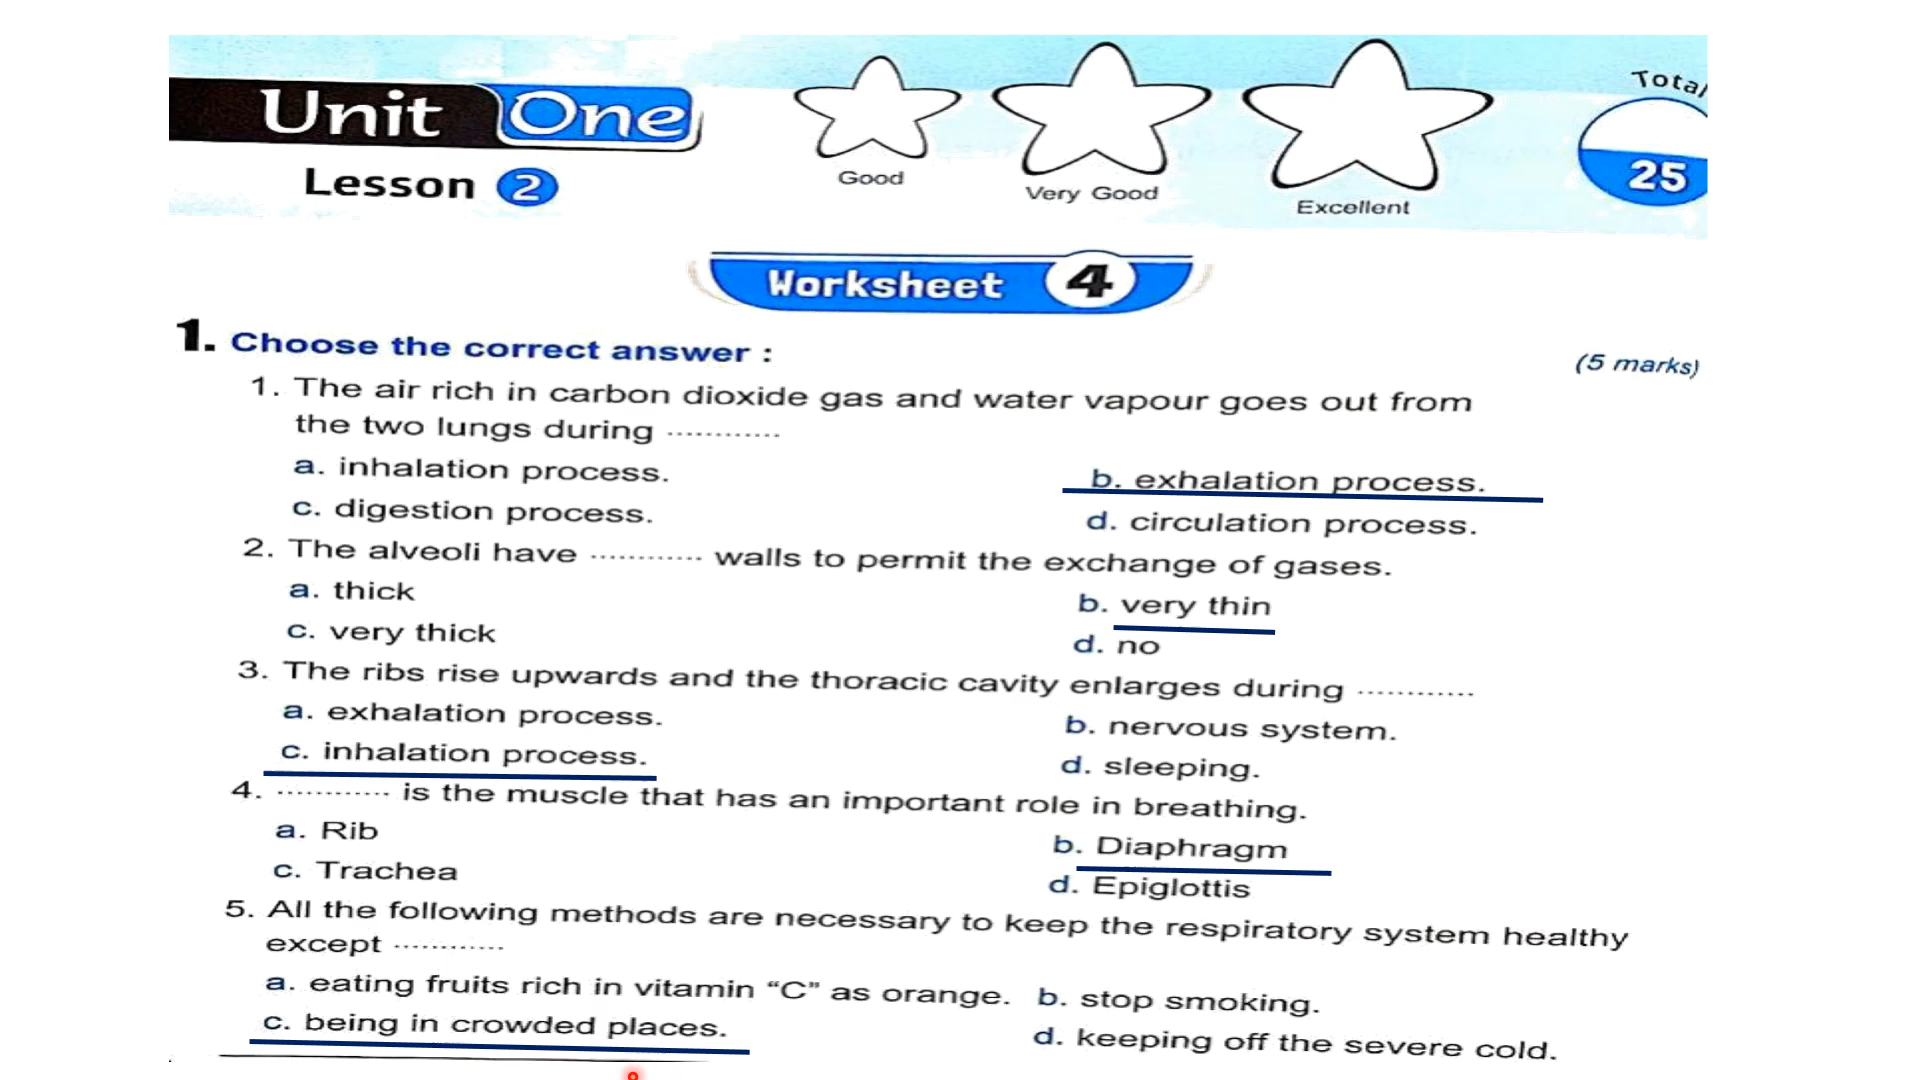 Unit One
Lesson 2
Good
Very Good
Excellent
Total
25
Worksheet 4
1. Choose the correct answer :
(5 marks)
1. The air rich in carbon dioxide gas and water vapour goes out from
the two lungs during ............
a. inhalation process.
b. exhalation process.
c. digestion process.
d. circulation process.
2. The alveoli have ............ walls to permit the exchange of gases.
a. thick
b. very thin
c. very thick
d. no
3. The ribs rise upwards and the thoracic cavity enlarges during ............
a. exhalation process.
b. nervous system.
c. inhalation process.
d. sleeping.
4. ............ is the muscle that has an important role in breathing.
a. Rib
b. Diaphragm
c. Trachea
d. Epiglottis
5. All the following methods are necessary to keep the respiratory system healthy
except ............
a. eating fruits rich in vitamin “C” as orange.
b. stop smoking.
c. being in crowded places.
d. keeping off the severe cold.